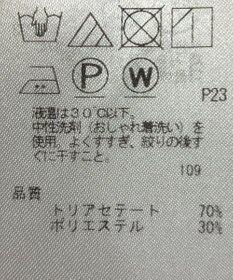 P W
P23
液温は30℃以下、
中性洗剤（おしゃれ着洗い）を
使用。よくすすぎ、絞りの後す
ぐに干すこと。
109
品質
トリアセテート 70%
ポリエステル 30%